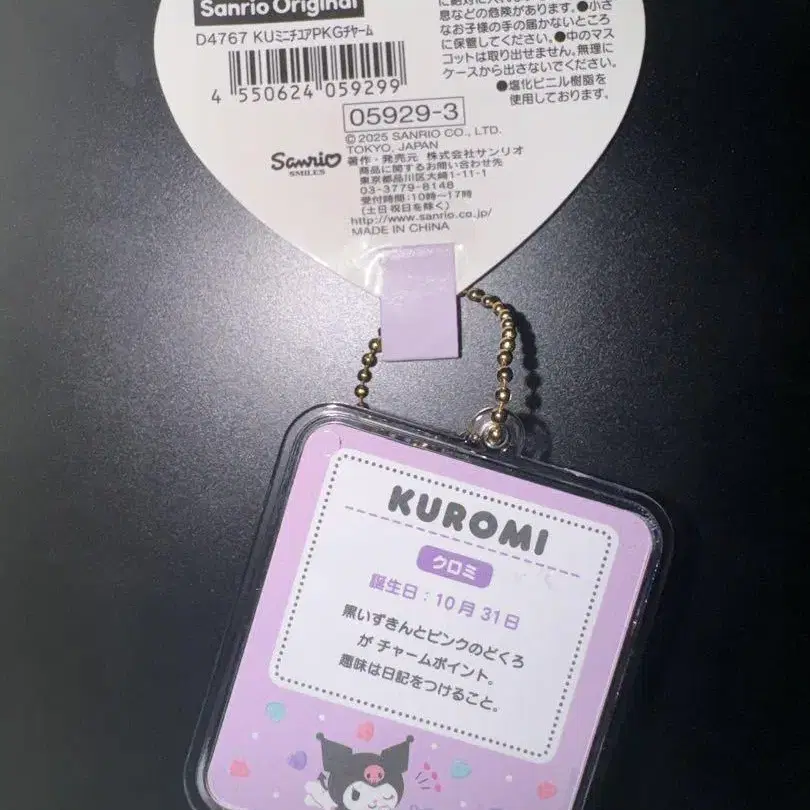 Sanrio Original
D4767 KUミニチュアPKGチャーム
4 550624 059299
息などの危険があります。●小さ
なお子様の手の届かないところ
に保管してください。●中のマス
コットは取り出せません。無理に
ケースから出さないでください。
●塩化ビニル樹脂を
使用しております。
05929-3
©2025 SANRIO CO., LTD.
TOKYO, JAPAN
Sanrio
SMILES
著作・発売元 株式会社サンリオ
商品に関するお問い合わせ先
東京都品川区大崎1-11-1
03-3779-8148
受付時間:10時〜17時
(土日祝日を除く)
http://www.sanrio.co.jp/
MADE IN CHINA
KUROMI
クロミ
誕生日:10月31日
黒いずきんとピンクのどくろ
が チャームポイント。
趣味は日記をつけること。